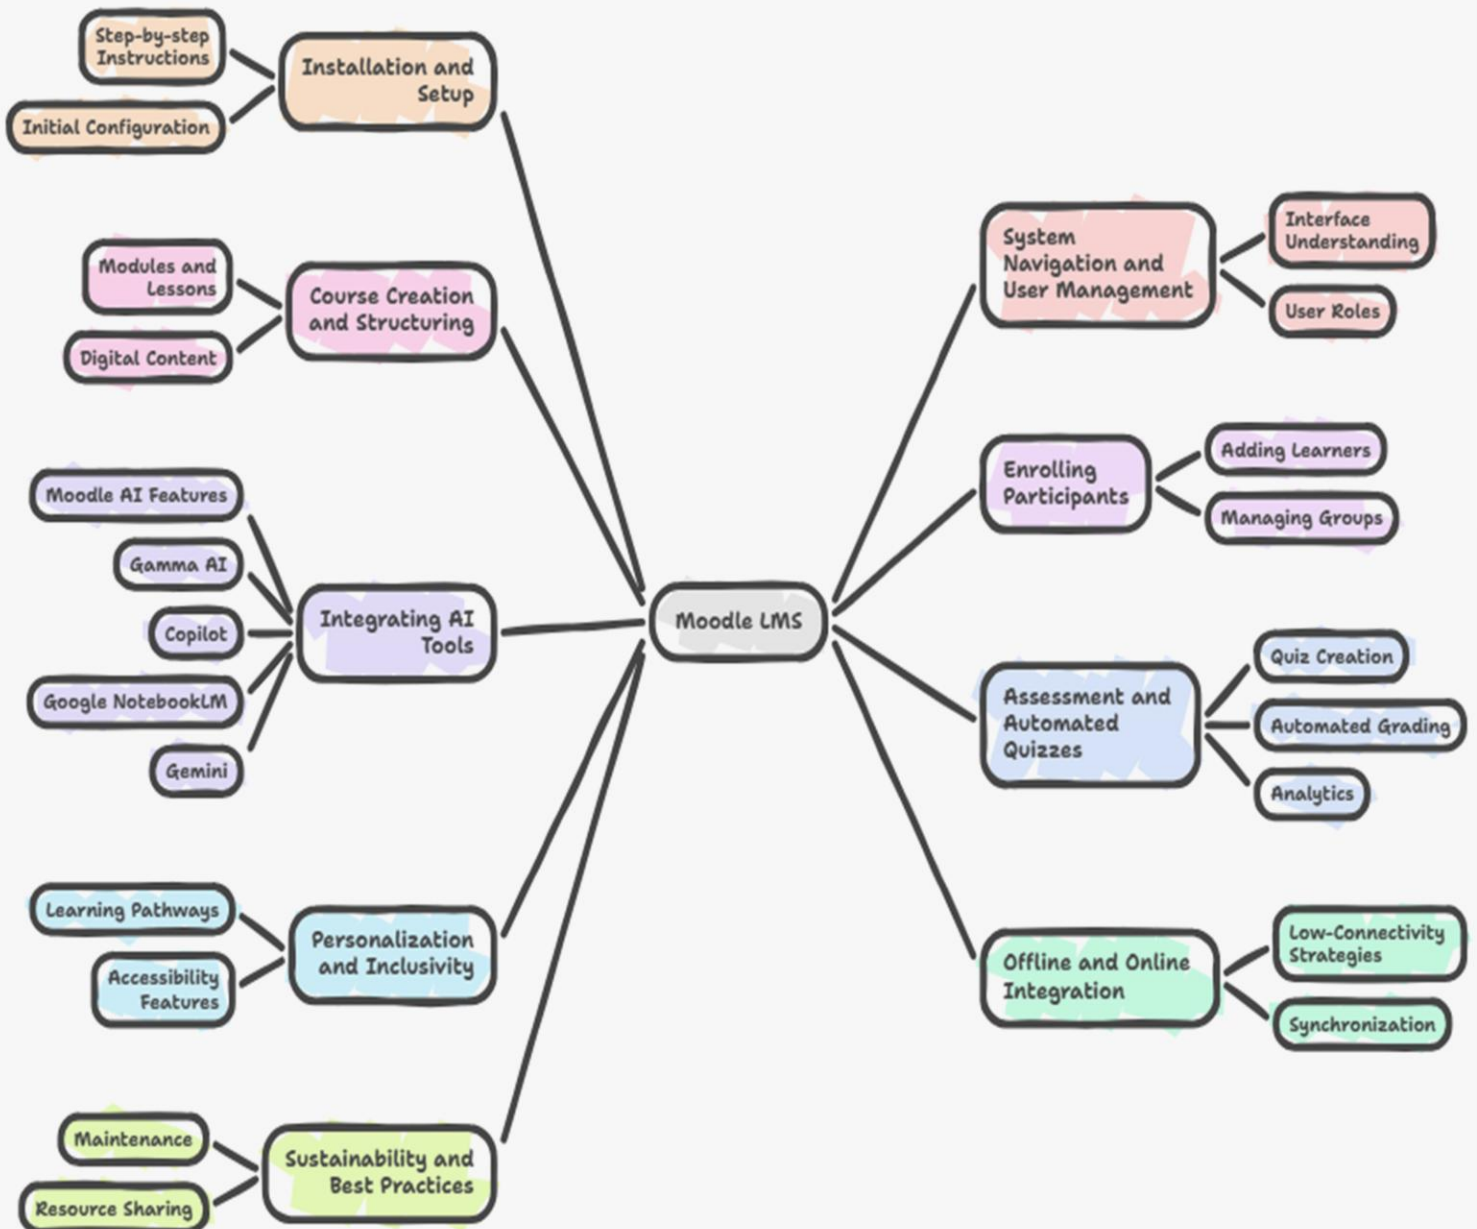 Step-by-step
Instructions
Initial Configuration
Installation and
Setup
Modules and
Lessons
Digital Content
Course Creation
and Structuring
Moodle AI Features
Gamma AI
Copilot
Google NotebookLM
Gemini
Integrating AI
Tools
Learning Pathways
Accessibility
Features
Personalization
and Inclusivity
Maintenance
Resource Sharing
Sustainability and
Best Practices
Moodle LMS
System
Navigation and
User Management
Interface
Understanding
User Roles
Enrolling
Participants
Adding Learners
Managing Groups
Assessment and
Automated
Quizzes
Quiz Creation
Automated Grading
Analytics
Offline and Online
Integration
Low-Connectivity
Strategies
Synchronization